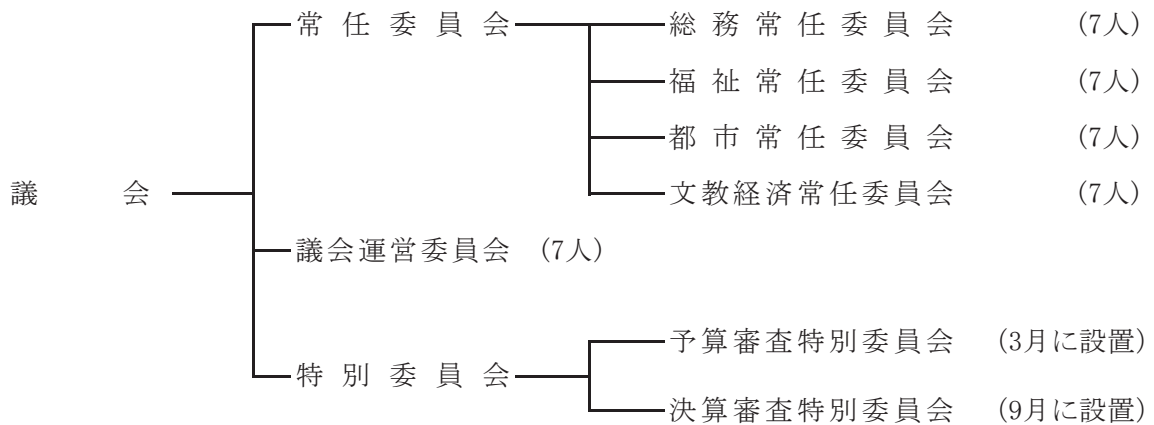 常任委員会 総務常任委員会 (7人)
福祉常任委員会 (7人)
都市常任委員会 (7人)
議会 文教経済常任委員会 (7人)
議会運営委員会 (7人)
予算審査特別委員会 (3月に設置)
特別委員会
決算審査特別委員会 (9月に設置)